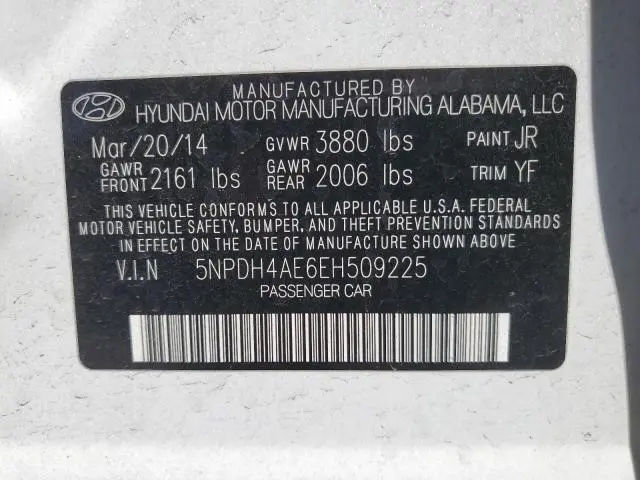 MANUFACTURED BY
HYUNDAI MOTOR MANUFACTURING ALABAMA, LLC
Mar/20/14 GVWR 3880 lbs PAINT JR
GAWR FRONT 2161 lbs GAWR REAR 2006 lbs TRIM YF
THIS VEHICLE CONFORMS TO ALL APPLICABLE U.S.A. FEDERAL
MOTOR VEHICLE SAFETY, BUMPER, AND THEFT PREVENTION STANDARDS
IN EFFECT ON THE DATE OF MANUFACTURE SHOWN ABOVE
V.I.N 5NPDH4AE6EH509225
PASSENGER CAR